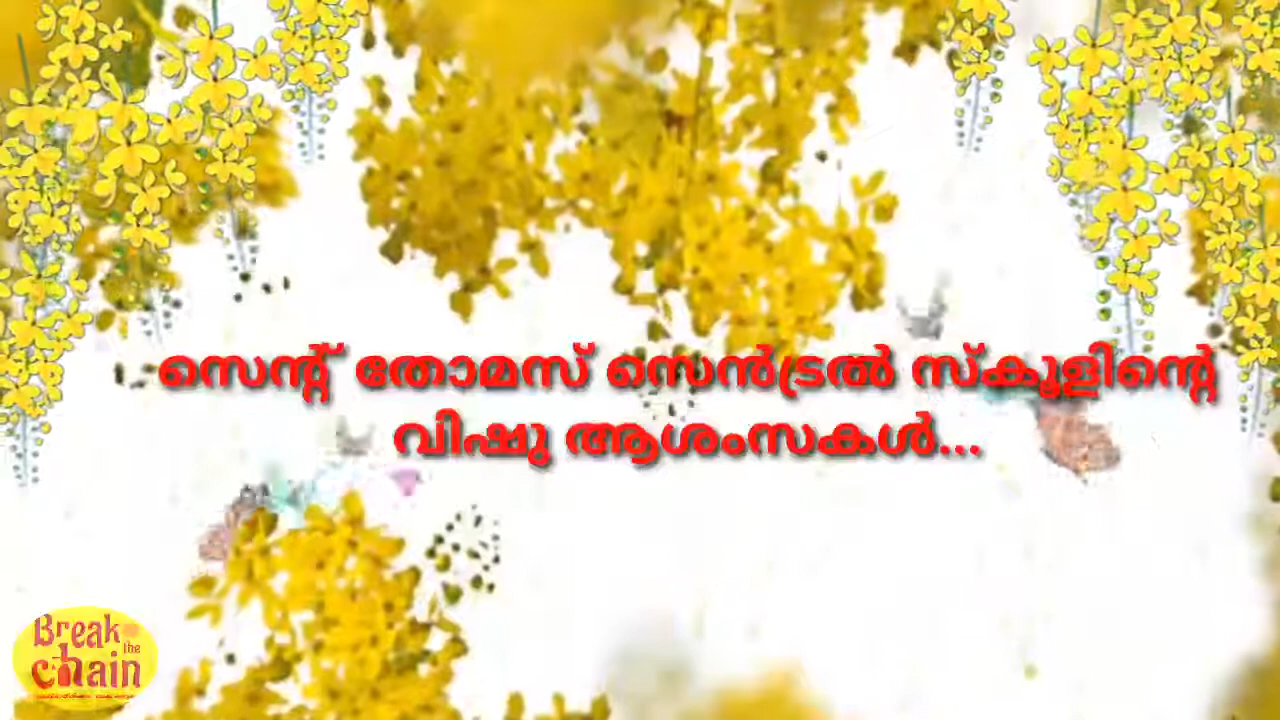 സെന്റ് തോമസ് സെൻട്രൽ സ്കൂളിന്റെ
വിഷു ആശംസകൾ...
Break
the
chain